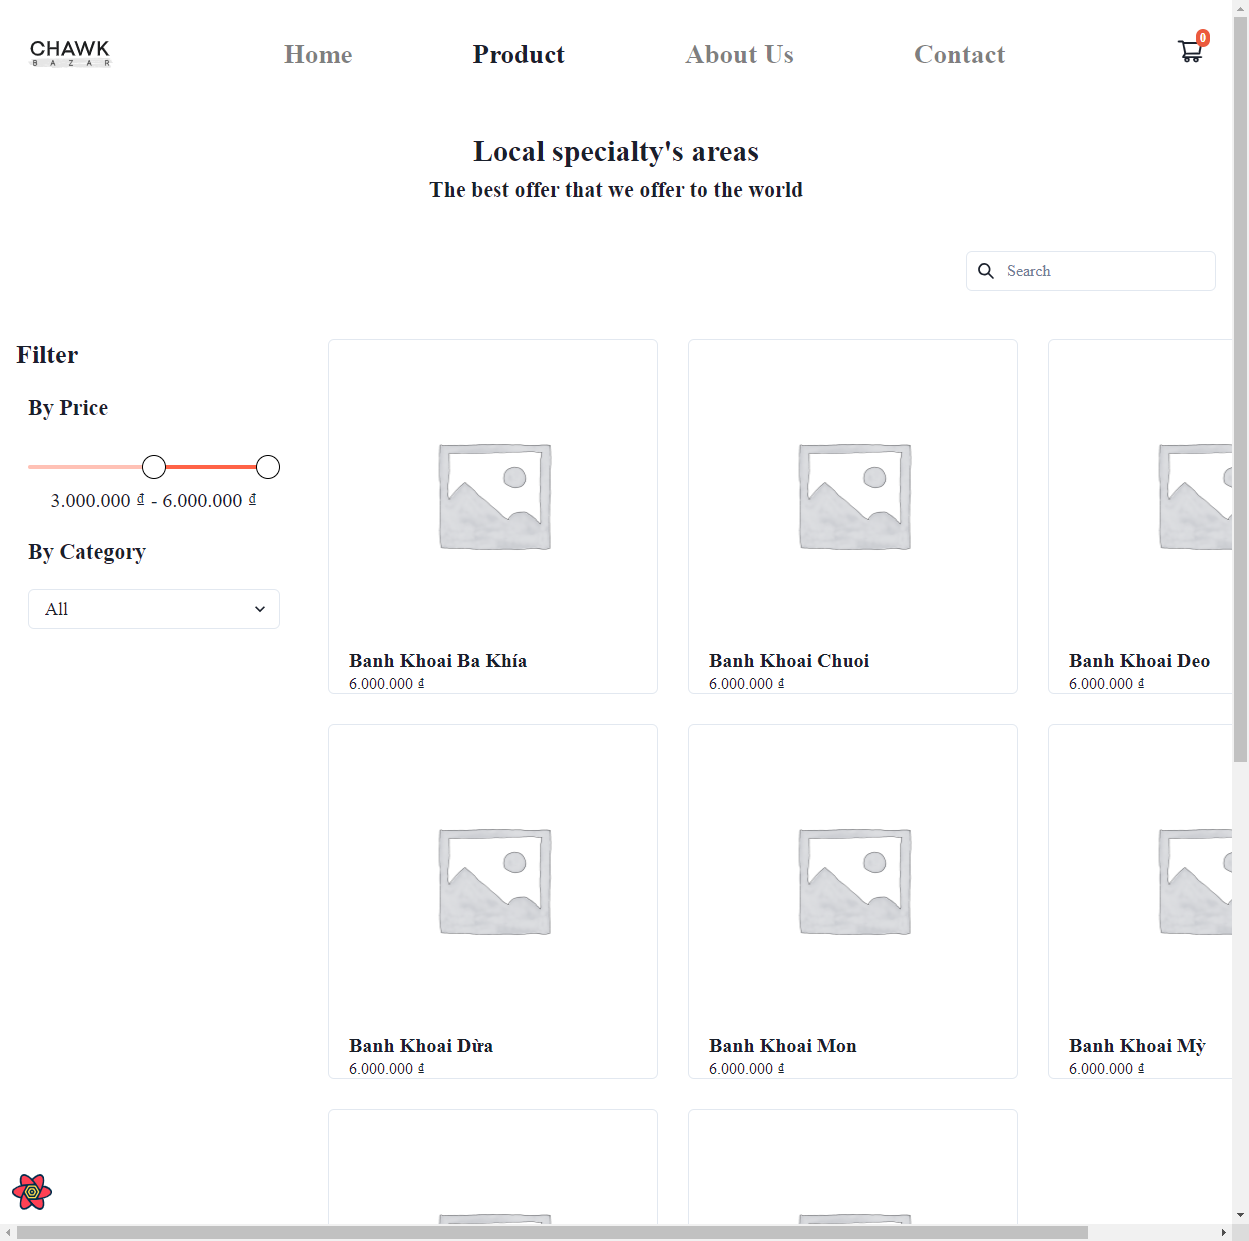 CHAWK
BAZAR
Home
Product
About Us
Contact
0
Local specialty's areas
The best offer that we offer to the world
Search
Filter
By Price
3.000.000 ₫ - 6.000.000 ₫
By Category
All
Banh Khoai Ba Khía
6.000.000 ₫
Banh Khoai Chuoi
6.000.000 ₫
Banh Khoai Deo
6.000.000 ₫
Banh Khoai Dừa
6.000.000 ₫
Banh Khoai Mon
6.000.000 ₫
Banh Khoai Mỳ
6.000.000 ₫